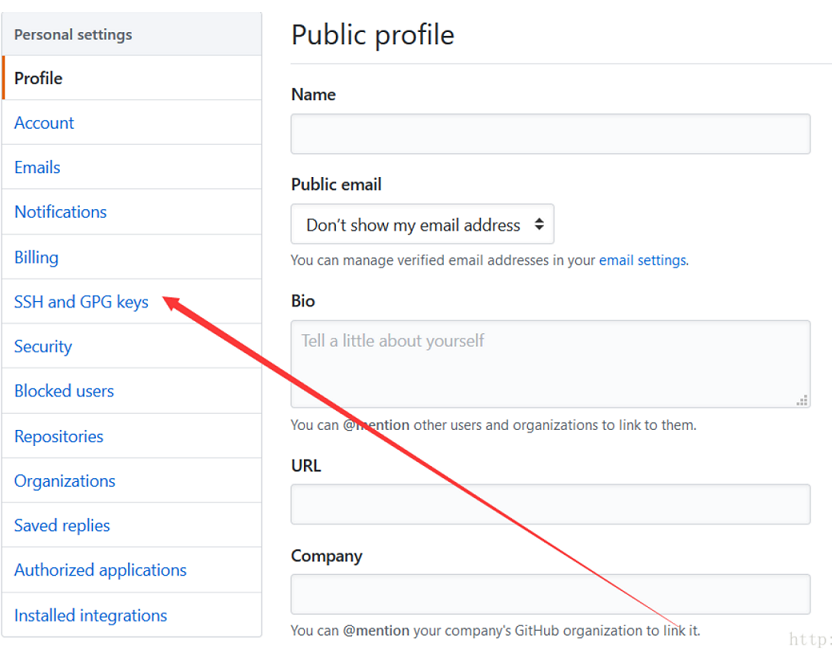 Personal settings
Profile
Account
Emails
Notifications
Billing
SSH and GPG keys
Security
Blocked users
Repositories
Organizations
Saved replies
Authorized applications
Installed integrations
Public profile
Name
Public email
Don't show my email address
You can manage verified email addresses in your email settings.
Bio
Tell a little about yourself
You can @mention other users and organizations to link to them.
URL
Company
You can @mention your company's GitHub organization to link it.
http: